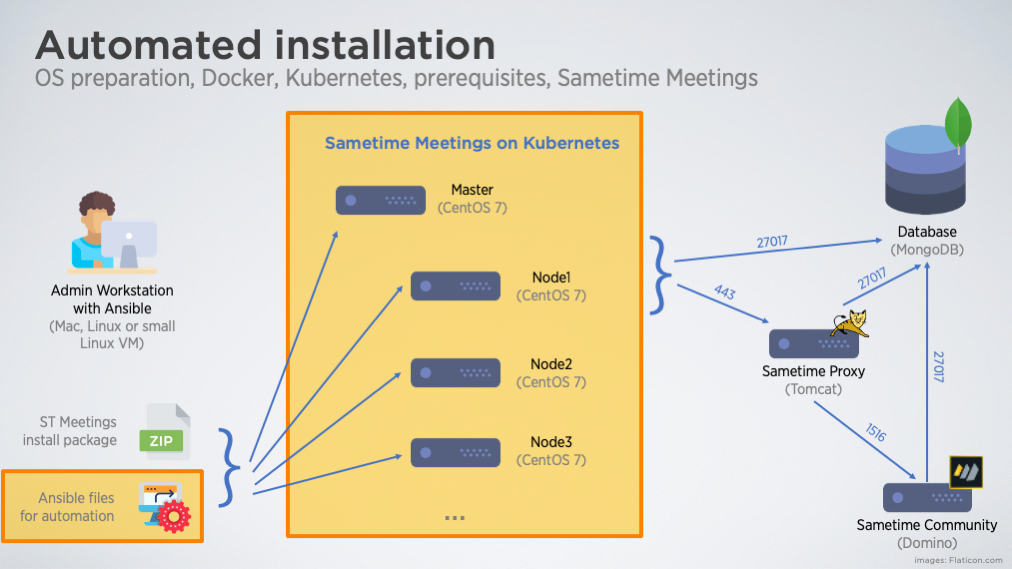 Automated installation
OS preparation, Docker, Kubernetes, prerequisites, Sametime Meetings
Sametime Meetings on Kubernetes
Master
(CentOS 7)
Node1
(CentOS 7)
Node2
(CentOS 7)
Node3
(CentOS 7)
...
Admin Workstation
with Ansible
(Mac, Linux or small
Linux VM)
ST Meetings
install package
ZIP
Ansible files
for automation
27017
443
27017
27017
1516
Database
(MongoDB)
Sametime Proxy
(Tomcat)
Sametime Community
(Domino)
images: Flaticon.com